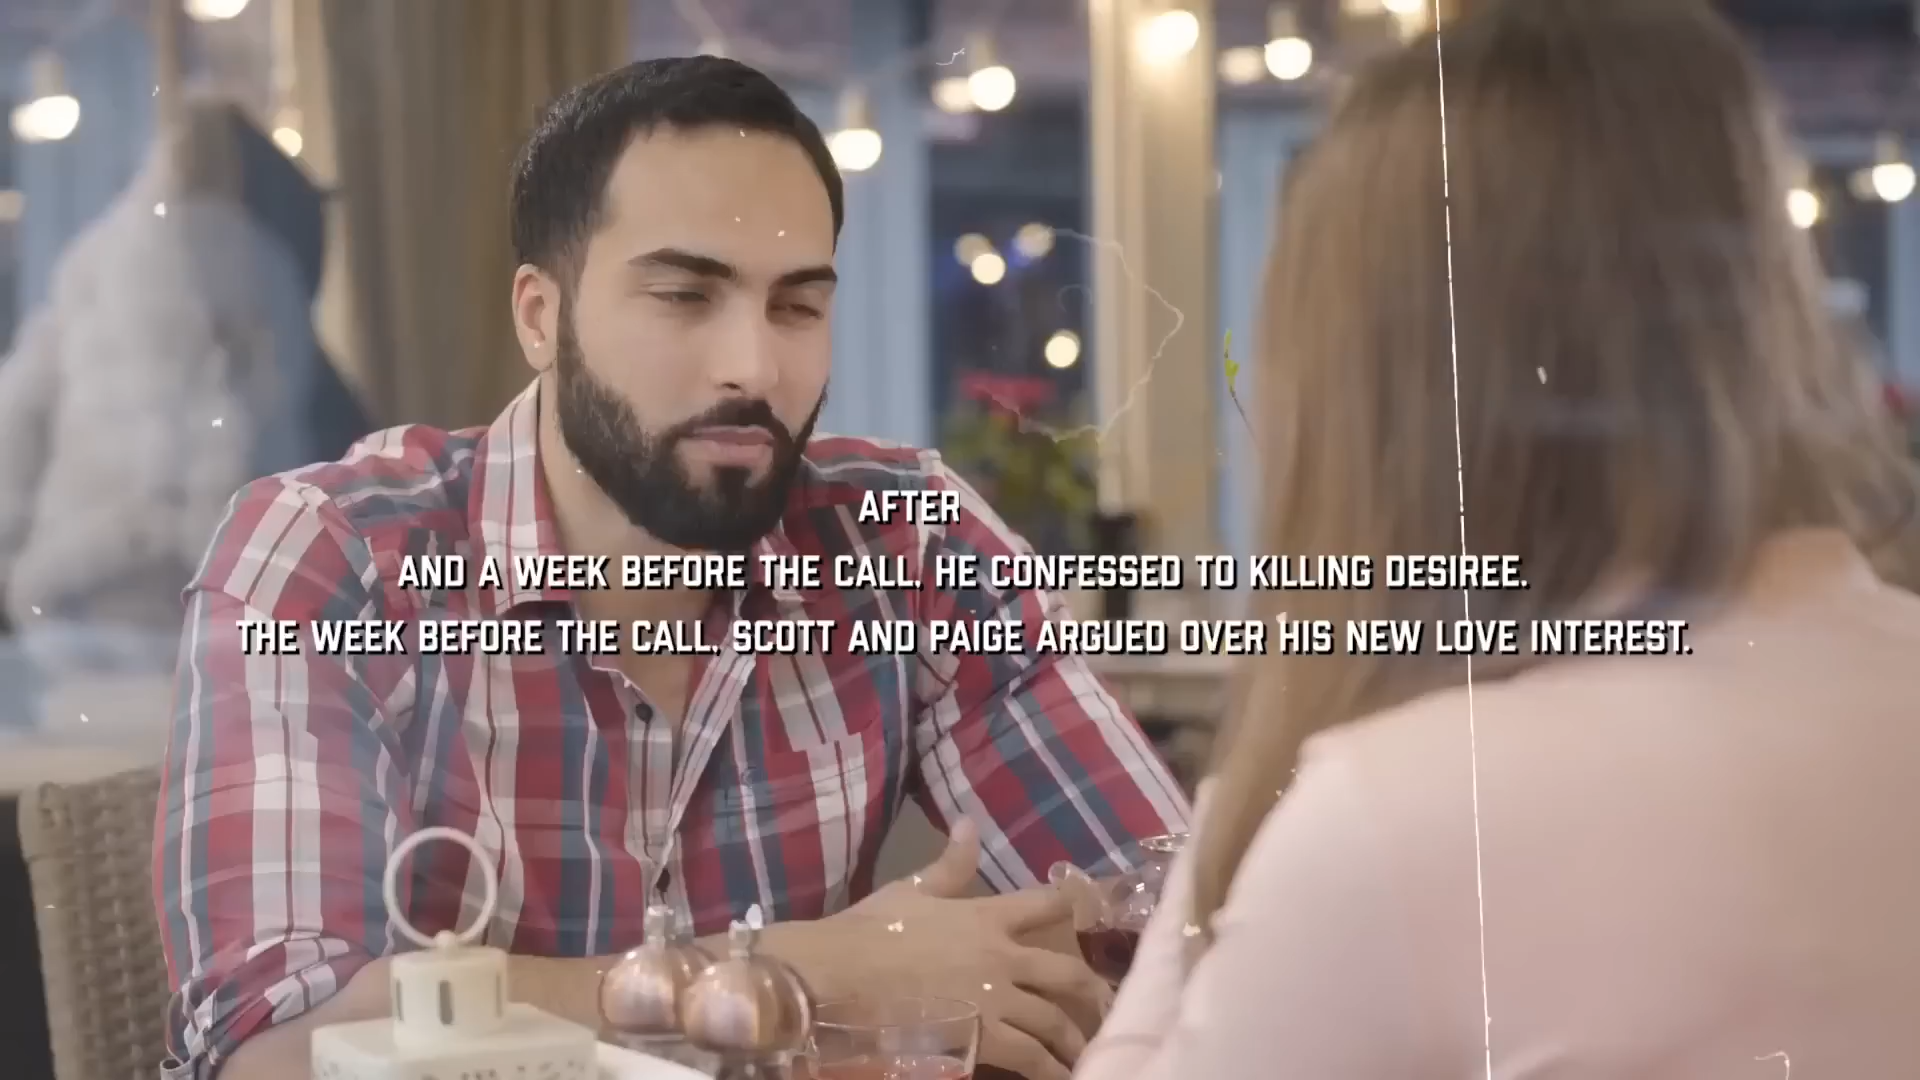 AFTER
AND A WEEK BEFORE THE CALL, HE CONFESSED TO KILLING DESIREE.
THE WEEK BEFORE THE CALL, SCOTT AND PAIGE ARGUED OVER HIS NEW LOVE INTEREST.